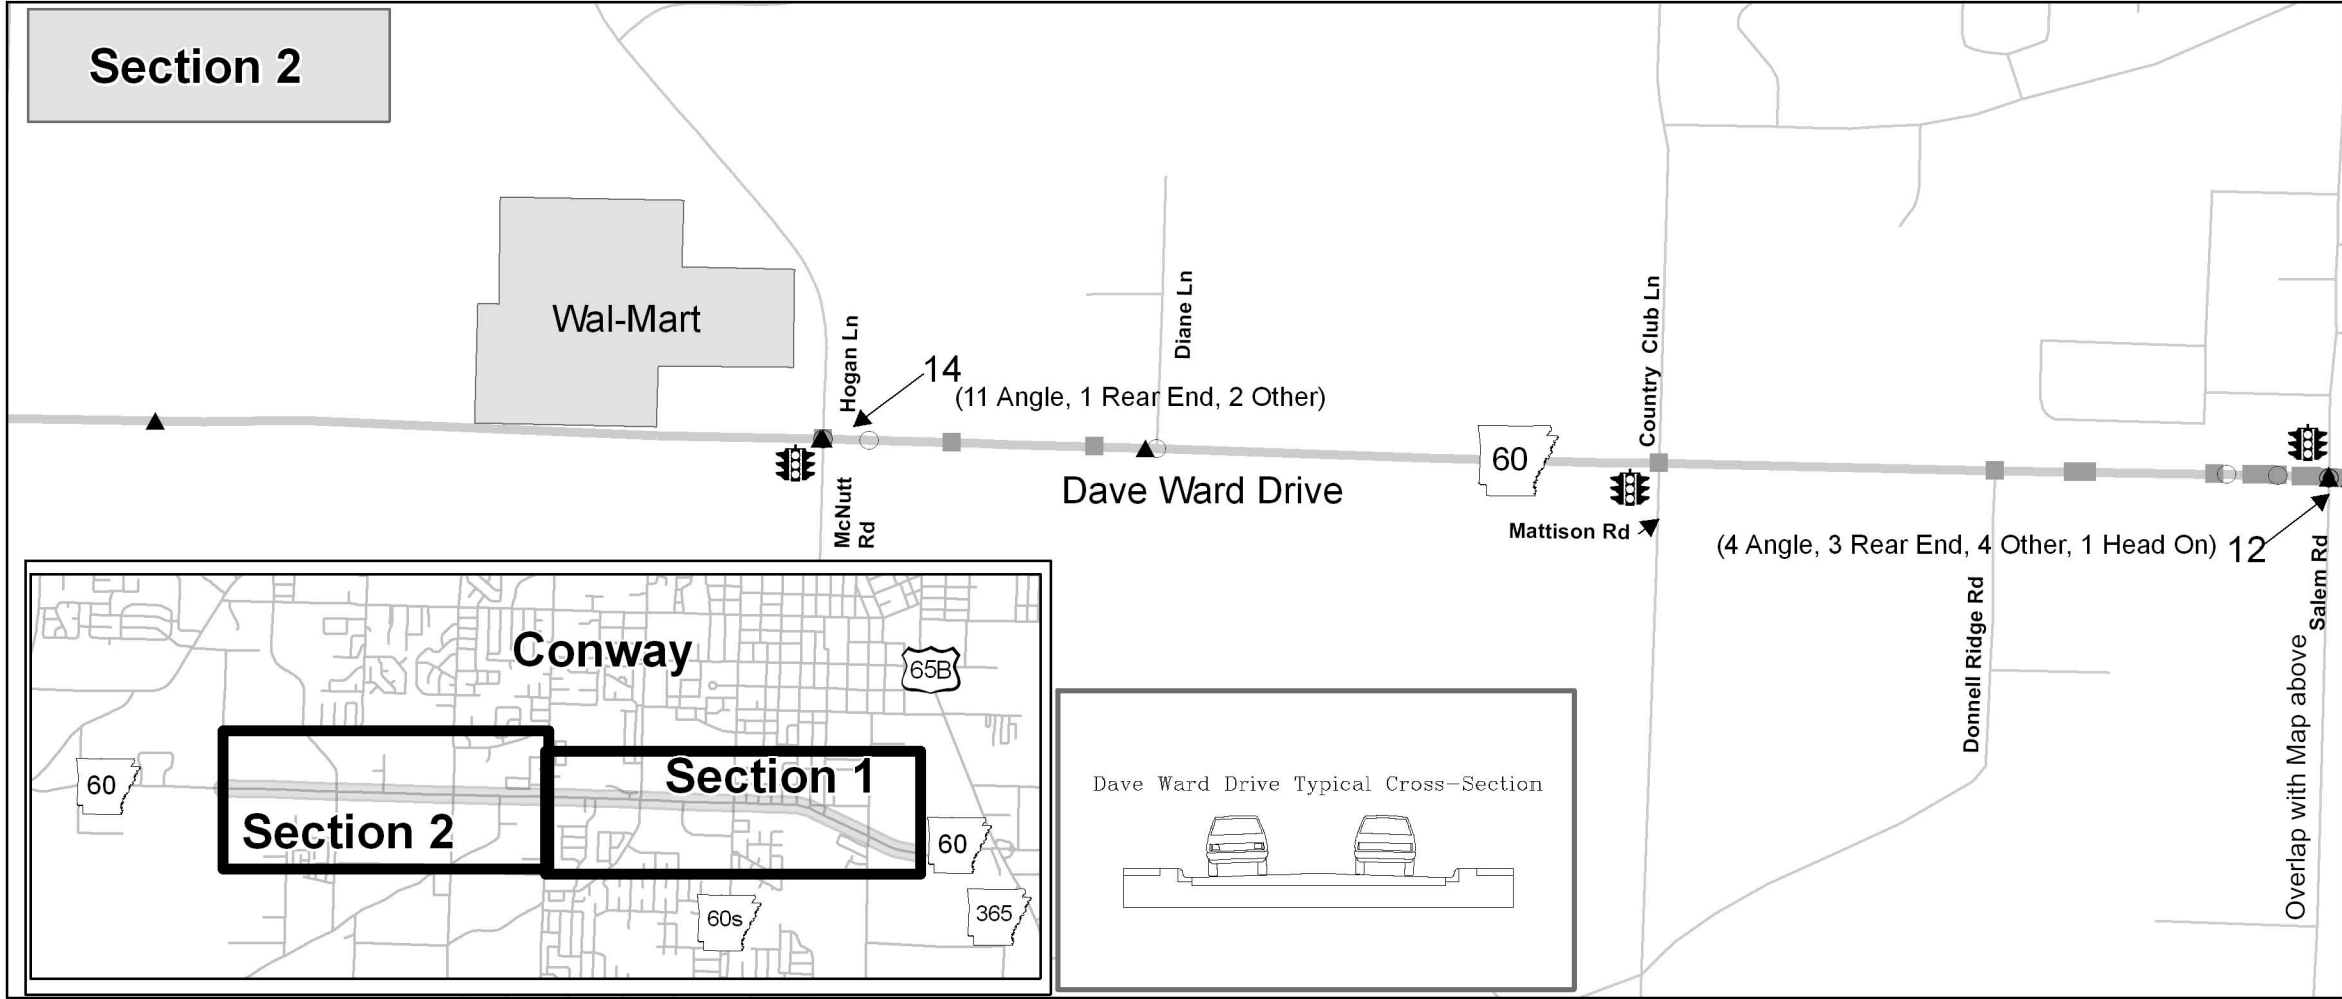 Section 2
Wal-Mart
Hogan Ln
14
(11 Angle, 1 Rear End, 2 Other)
Diane Ln
Country Club Ln
60
Dave Ward Drive
McNutt
Rd
Mattison Rd
(4 Angle, 3 Rear End, 4 Other, 1 Head On) 12
Donnell Ridge Rd
Salem Rd
Overlap with Map above
Conway
65B
60
Section 1
Section 2
60
60s
365
Dave Ward Drive Typical Cross-Section